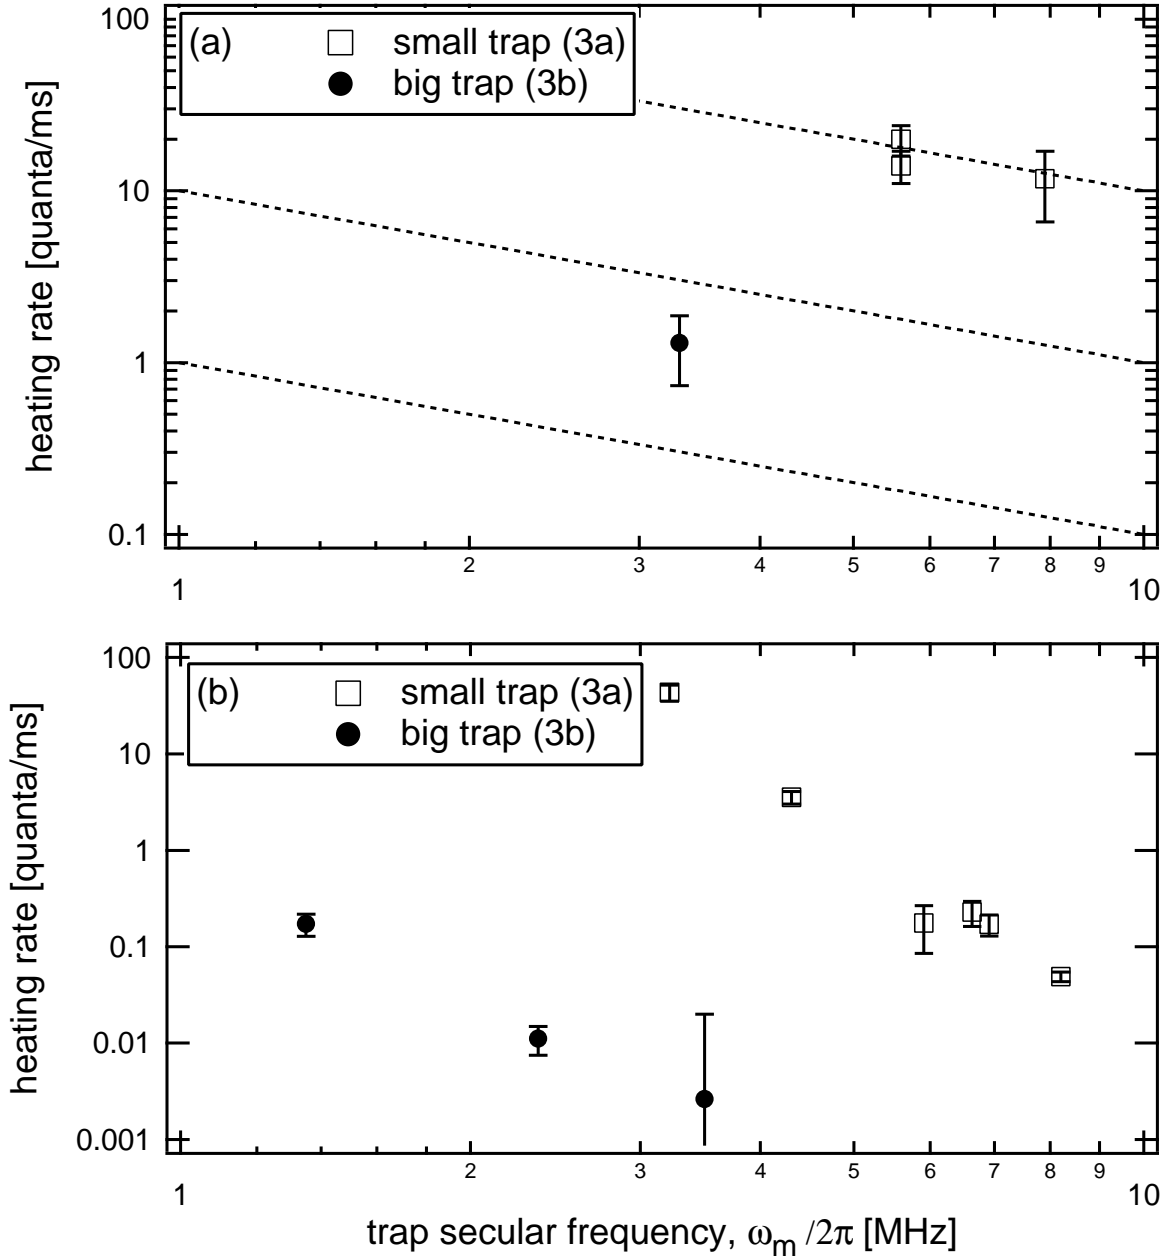 100
(a) small trap (3a)
big trap (3b)
10
1
0.1
heating rate [quanta/ms]
2 3 4 5 6 7 8 9
1 10
100
(b) small trap (3a)
big trap (3b)
10
1
0.1
0.01
0.001
heating rate [quanta/ms]
2 3 4 5 6 7 8 9
1 10
trap secular frequency, ωm /2π [MHz]